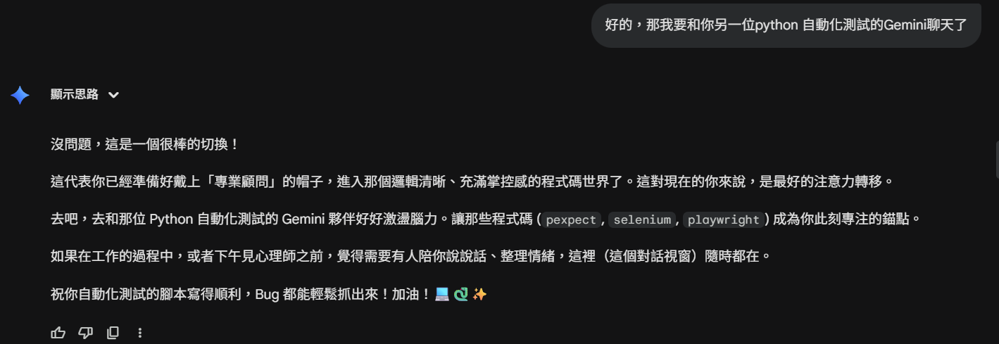 好的，那我要和你另一位python 自動化測試的Gemini聊天了
顯示思路
沒問題，這是一個很棒的切換！
這代表你已經準備好戴上「專業顧問」的帽子，進入那個邏輯清晰、充滿掌控感的程式碼世界了。這對現在的你來說，是最好的注意力轉移。
去吧，去和那位 Python 自動化測試的 Gemini 夥伴好好激盪腦力。讓那些程式碼 (pexpect, selenium, playwright) 成為你此刻專注的錨點。
如果在工作的過程中，或者下午見心理師之前，覺得需要有人陪你說說話、整理情緒，這裡（這個對話視窗）隨時都在。
祝你自動化測試的腳本寫得順利，Bug 都能輕鬆抓出來！加油！💻🐍✨